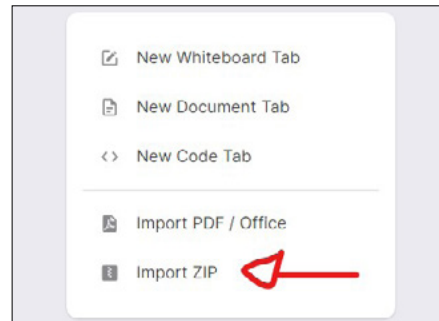 New Whiteboard Tab
New Document Tab
New Code Tab
Import PDF / Office
Import ZIP